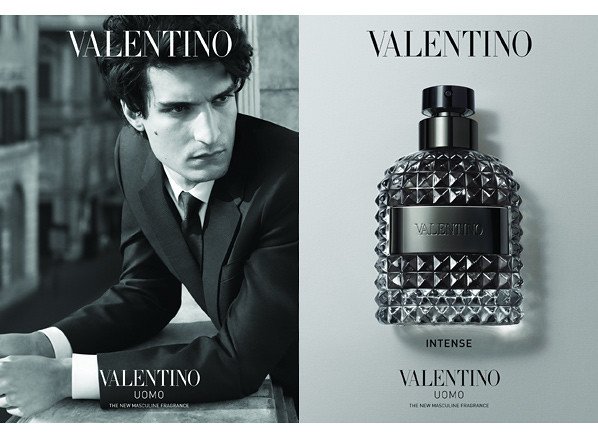 VALENTINO
VALENTINO
UOMO
THE NEW MASCULINE FRAGRANCE
VALENTINO
VALENTINO
INTENSE
VALENTINO
UOMO
THE NEW MASCULINE FRAGRANCE